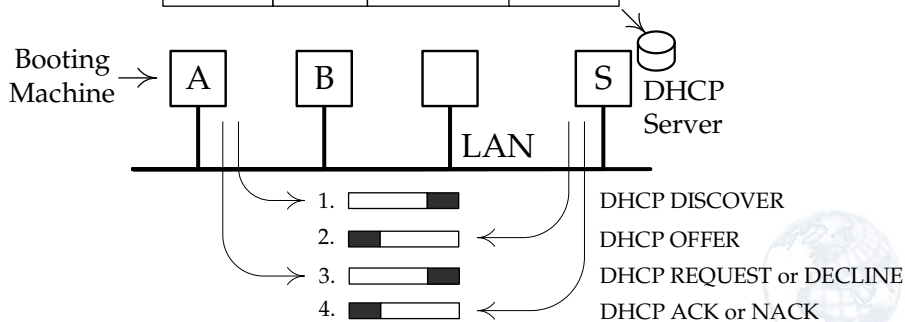 Booting
Machine
A
B
S
DHCP
Server
LAN
1.
DHCP DISCOVER
2.
DHCP OFFER
3.
DHCP REQUEST or DECLINE
4.
DHCP ACK or NACK